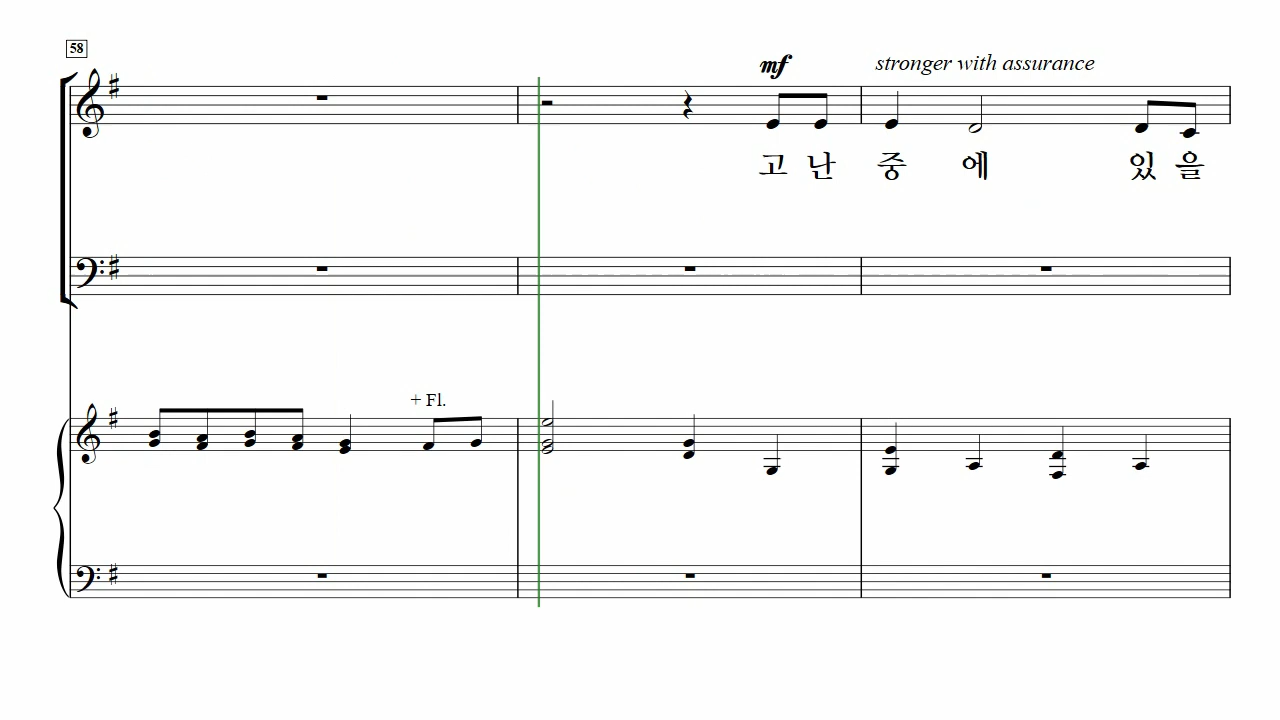 58
mf stronger with assurance
고 난 중 에 있 을
+ Fl.